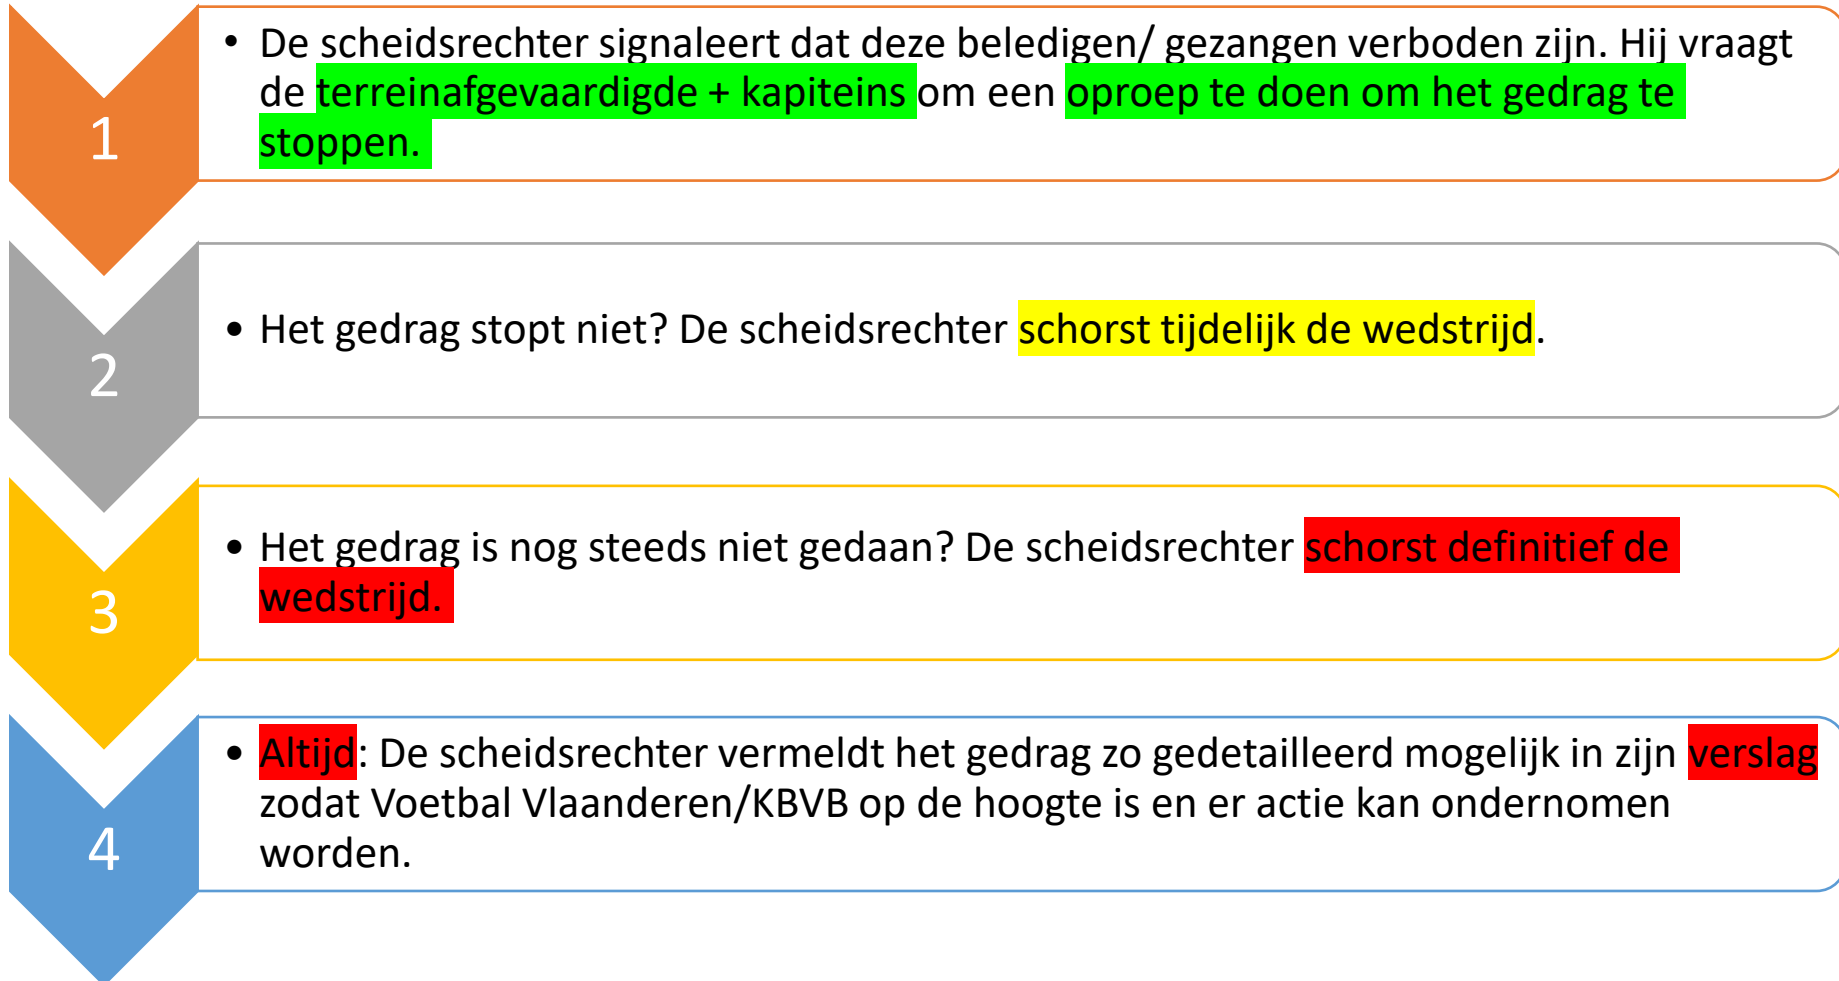 1
• De scheidsrechter signaleert dat deze beledigen/ gezangen verboden zijn. Hij vraagt
de terreinafgevaardigde + kapiteins om een oproep te doen om het gedrag te
stoppen.
2
• Het gedrag stopt niet? De scheidsrechter schorst tijdelijk de wedstrijd.
3
• Het gedrag is nog steeds niet gedaan? De scheidsrechter schorst definitief de
wedstrijd.
4
• Altijd: De scheidsrechter vermeldt het gedrag zo gedetailleerd mogelijk in zijn verslag
zodat Voetbal Vlaanderen/KBVB op de hoogte is en er actie kan ondernomen
worden.